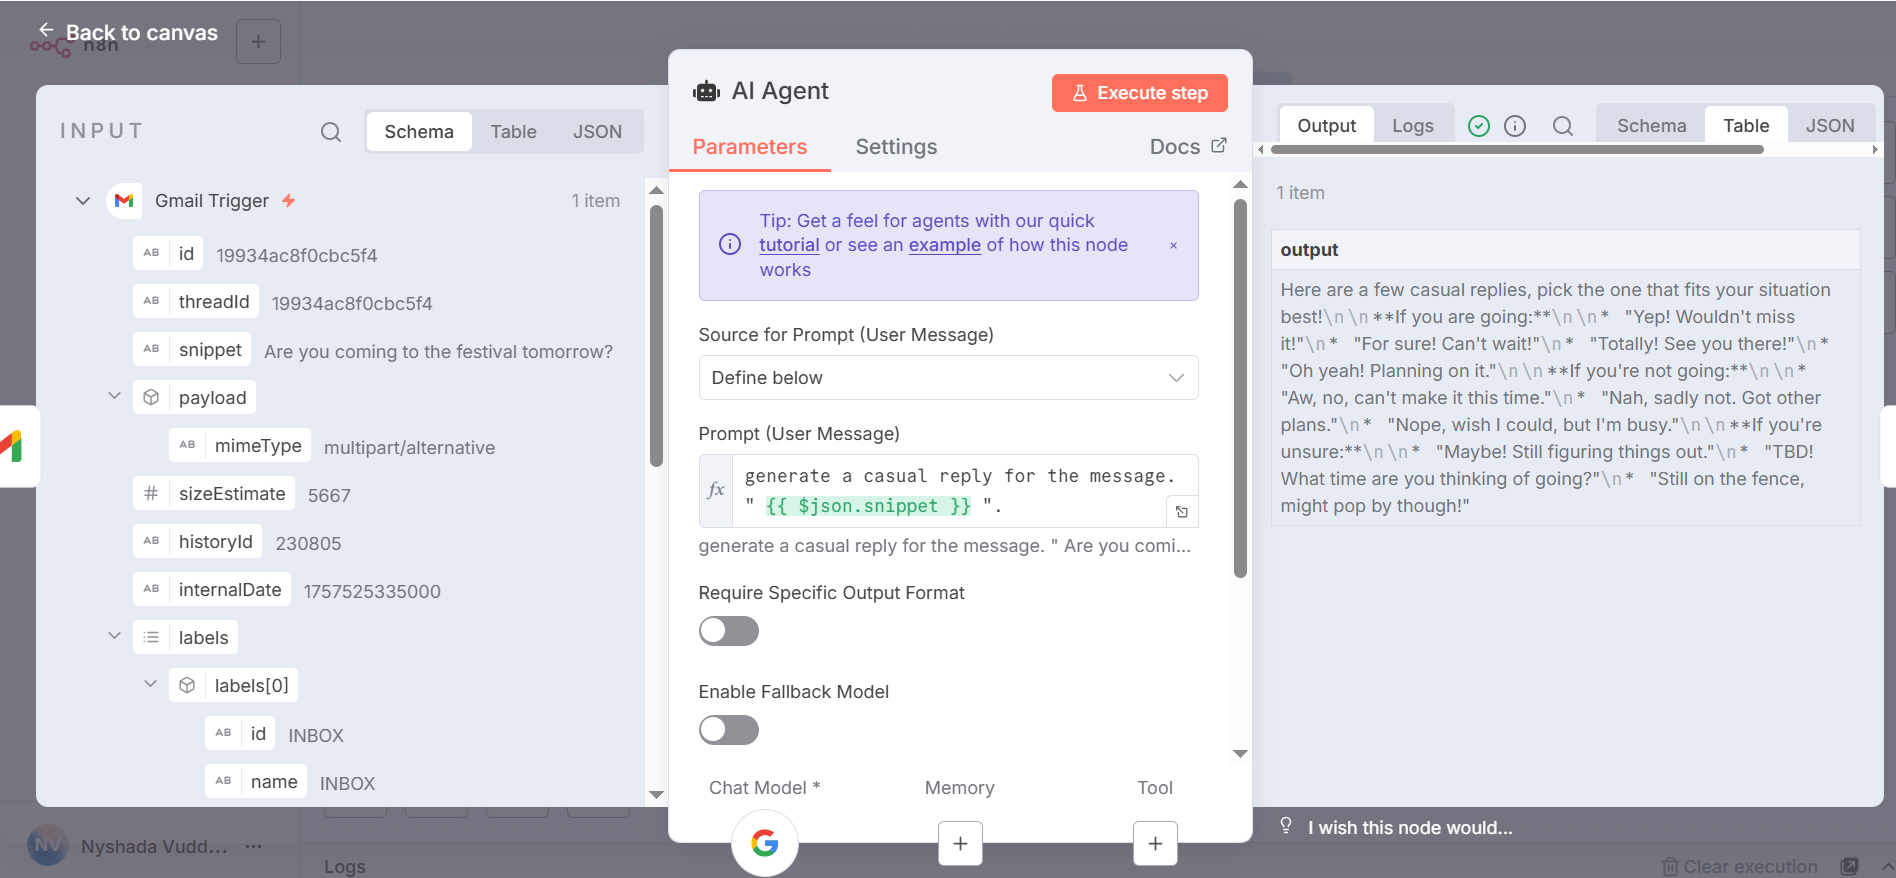 Back to canvas
n8n
INPUT
Schema
Table
JSON
Gmail Trigger
1 item
AB id 19934ac8f0cbc5f4
AB threadId 19934ac8f0cbc5f4
AB snippet Are you coming to the festival tomorrow?
payload
AB mimeType multipart/alternative
# sizeEstimate 5667
AB historyId 230805
AB internalDate 1757525335000
labels
labels[0]
AB id INBOX
AB name INBOX
NV Nyshada Vudd... ···
Logs
AI Agent
Execute step
Parameters
Settings
Docs
Tip: Get a feel for agents with our quick
tutorial or see an example of how this node
works
×
Source for Prompt (User Message)
Define below
Prompt (User Message)
fx
generate a casual reply for the message.
" {{ $json.snippet }} ".
generate a casual reply for the message. " Are you comi...
Require Specific Output Format
Enable Fallback Model
Chat Model *
Memory
Tool
Output
Logs
Schema
Table
JSON
1 item
output
Here are a few casual replies, pick the one that fits your situation
best!\n\n**If you are going:**\n\n* "Yep! Wouldn't miss
it!"\n* "For sure! Can't wait!"\n* "Totally! See you there!"\n*
"Oh yeah! Planning on it."\n\n**If you're not going:**\n\n*
"Aw, no, can't make it this time."\n* "Nah, sadly not. Got other
plans."\n* "Nope, wish I could, but I'm busy."\n\n**If you're
unsure:**\n\n* "Maybe! Still figuring things out."\n* "TBD!
What time are you thinking of going?"\n* "Still on the fence,
might pop by though!"
I wish this node would...
Clear execution